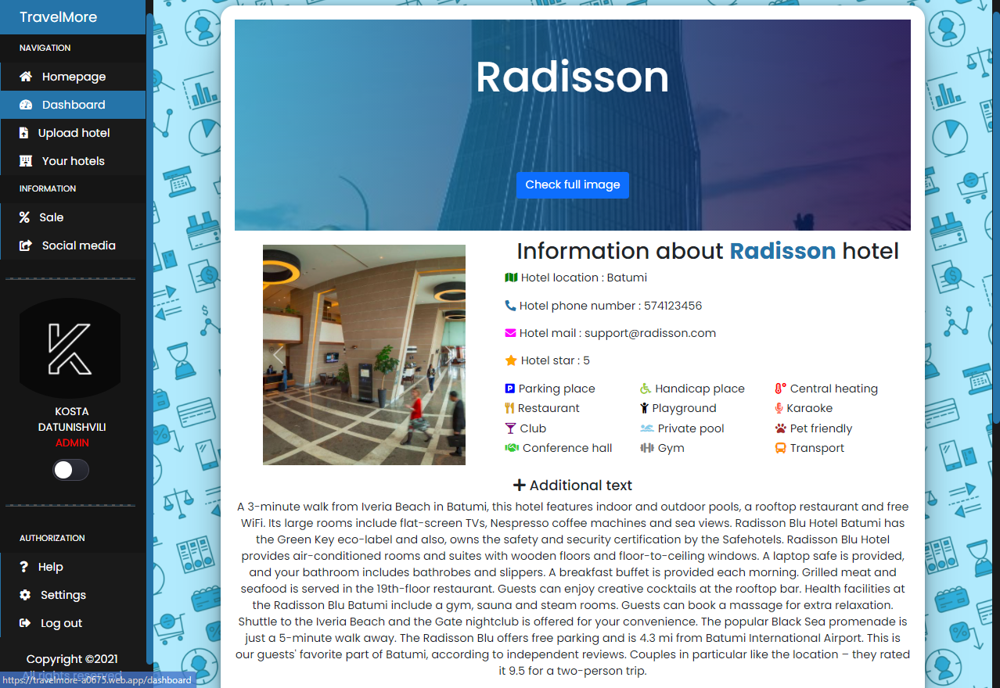 TravelMore
NAVIGATION
Homepage
Dashboard
Upload hotel
Your hotels
INFORMATION
Sale
Social media
KOSTA
DATUNISHVILI
ADMIN
AUTHORIZATION
Help
Settings
Log out
Copyright ©2021
All rights reserved
https://travelmore-a0675.web.app/dashboard
Radisson
Check full image
Information about Radisson hotel
Hotel location : Batumi
Hotel phone number : 574123456
Hotel mail : support@radisson.com
Hotel star : 5
Parking place Handicap place Central heating
Restaurant Playground Karaoke
Club Private pool Pet friendly
Conference hall Gym Transport
Additional text
A 3-minute walk from Iveria Beach in Batumi, this hotel features indoor and outdoor pools, a rooftop restaurant and free
WiFi. Its large rooms include flat-screen TVs, Nespresso coffee machines and sea views. Radisson Blu Hotel Batumi has
the Green Key eco-label and also, owns the safety and security certification by the Safehotels. Radisson Blu Hotel
provides air-conditioned rooms and suites with wooden floors and floor-to-ceiling windows. A laptop safe is provided,
and your bathroom includes bathrobes and slippers. A breakfast buffet is provided each morning. Grilled meat and
seafood is served in the 19th-floor restaurant. Guests can enjoy creative cocktails at the rooftop bar. Health facilities at
the Radisson Blu Batumi include a gym, sauna and steam rooms. Guests can book a massage for extra relaxation.
Shuttle to the Iveria Beach and the Gate nightclub is offered for your convenience. The popular Black Sea promenade is
just a 5-minute walk away. The Radisson Blu offers free parking and is 4.3 mi from Batumi International Airport. This is
our guests' favorite part of Batumi, according to independent reviews. Couples in particular like the location – they rated
it 9.5 for a two-person trip.